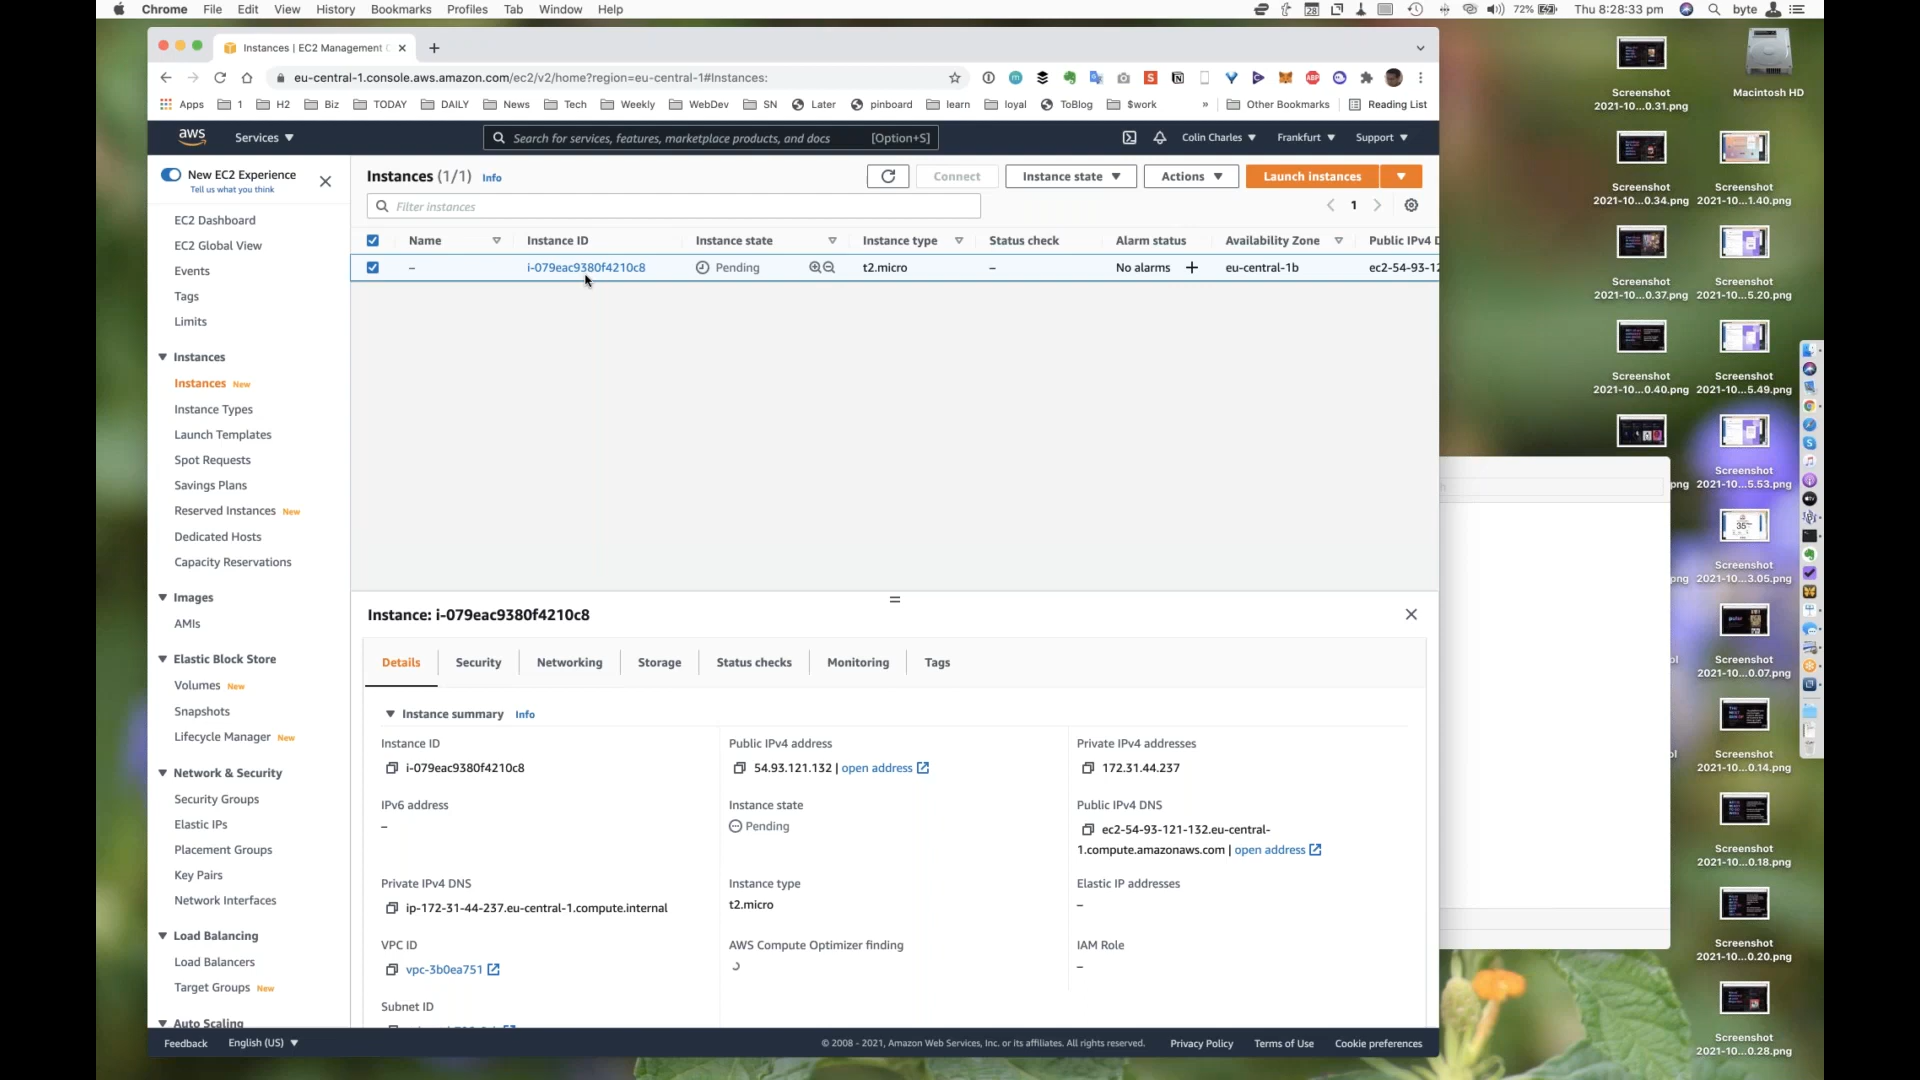 Chrome File Edit View History Bookmarks Profiles Tab Window Help
28 72% Thu 8:28:33 pm byte
Instances | EC2 Management C
eu-central-1.console.aws.amazon.com/ec2/v2/home?region=eu-central-1#Instances:
Apps 1 H2 Biz TODAY DAILY News Tech Weekly WebDev SN Later pinboard learn loyal ToBlog $work » Other Bookmarks Reading List
aws Services Search for services, features, marketplace products, and docs [Option+S] Colin Charles Frankfurt Support
New EC2 Experience
Tell us what you think
EC2 Dashboard
EC2 Global View
Events
Tags
Limits
Instances
Instances New
Instance Types
Launch Templates
Spot Requests
Savings Plans
Reserved Instances New
Dedicated Hosts
Capacity Reservations
Images
AMIs
Elastic Block Store
Volumes New
Snapshots
Lifecycle Manager New
Network & Security
Security Groups
Elastic IPs
Placement Groups
Key Pairs
Network Interfaces
Load Balancing
Load Balancers
Target Groups New
Auto Scaling
Instances (1/1) Info Connect Instance state Actions Launch instances
Filter instances 1
Name Instance ID Instance state Instance type Status check Alarm status Availability Zone Public IPv4 D
– i-079eac9380f4210c8 Pending t2.micro – No alarms + eu-central-1b ec2-54-93-12
Instance: i-079eac9380f4210c8
Details Security Networking Storage Status checks Monitoring Tags
Instance summary Info
Instance ID
i-079eac9380f4210c8
Public IPv4 address
54.93.121.132 | open address
Private IPv4 addresses
172.31.44.237
IPv6 address
–
Instance state
Pending
Public IPv4 DNS
ec2-54-93-121-132.eu-central-
1.compute.amazonaws.com | open address
Private IPv4 DNS
ip-172-31-44-237.eu-central-1.compute.internal
Instance type
t2.micro
Elastic IP addresses
–
VPC ID
vpc-3b0ea751
AWS Compute Optimizer finding
IAM Role
–
Subnet ID
Feedback English (US) © 2008 - 2021, Amazon Web Services, Inc. or its affiliates. All rights reserved. Privacy Policy Terms of Use Cookie preferences
Macintosh HD
Screenshot
2021-10...0.31.png
Screenshot
2021-10...0.34.png
Screenshot
2021-10...1.40.png
Screenshot
2021-10...0.37.png
Screenshot
2021-10...5.20.png
Screenshot
2021-10...0.40.png
Screenshot
2021-10...5.49.png
png
Screenshot
2021-10...5.53.png
png
Screenshot
2021-10...3.05.png
ol
Screenshot
2021-10...0.07.png
ol
Screenshot
2021-10...0.14.png
Screenshot
2021-10...0.18.png
Screenshot
2021-10...0.20.png
Screenshot
2021-10...0.28.png